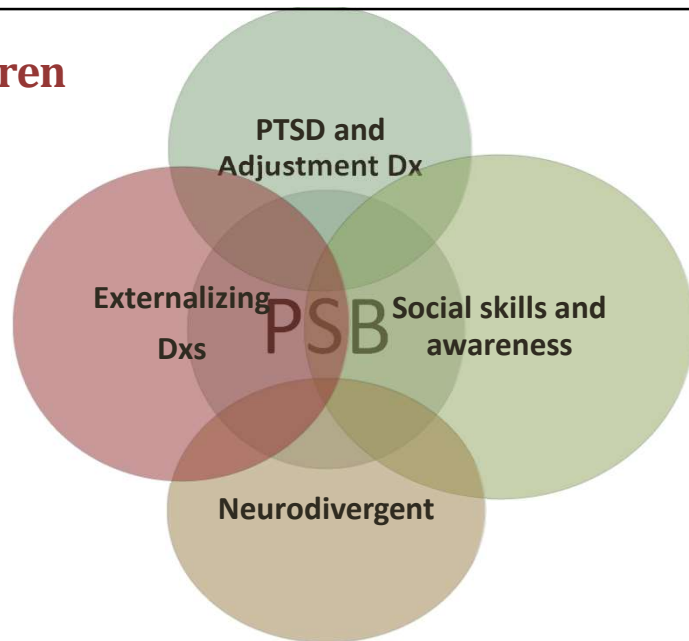 ren
PTSD and
Adjustment Dx
Externalizing
Dxs
PSB
Social skills and
awareness
Neurodivergent